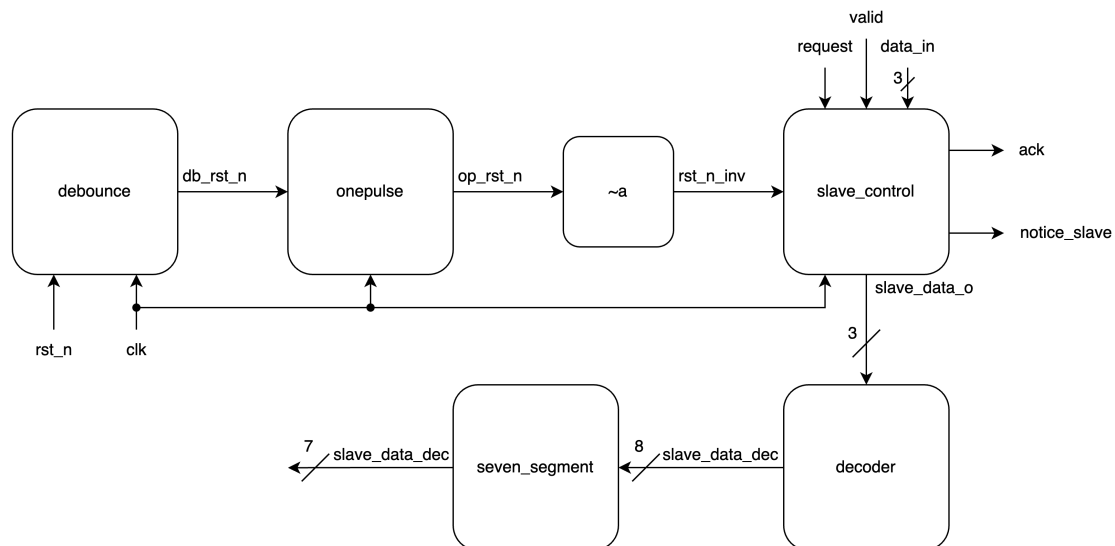 valid
request
data_in
3
debounce
db_rst_n
onepulse
op_rst_n
~a
rst_n_inv
slave_control
ack
notice_slave
slave_data_o
3
rst_n
clk
7
slave_data_dec
seven_segment
8
slave_data_dec
decoder